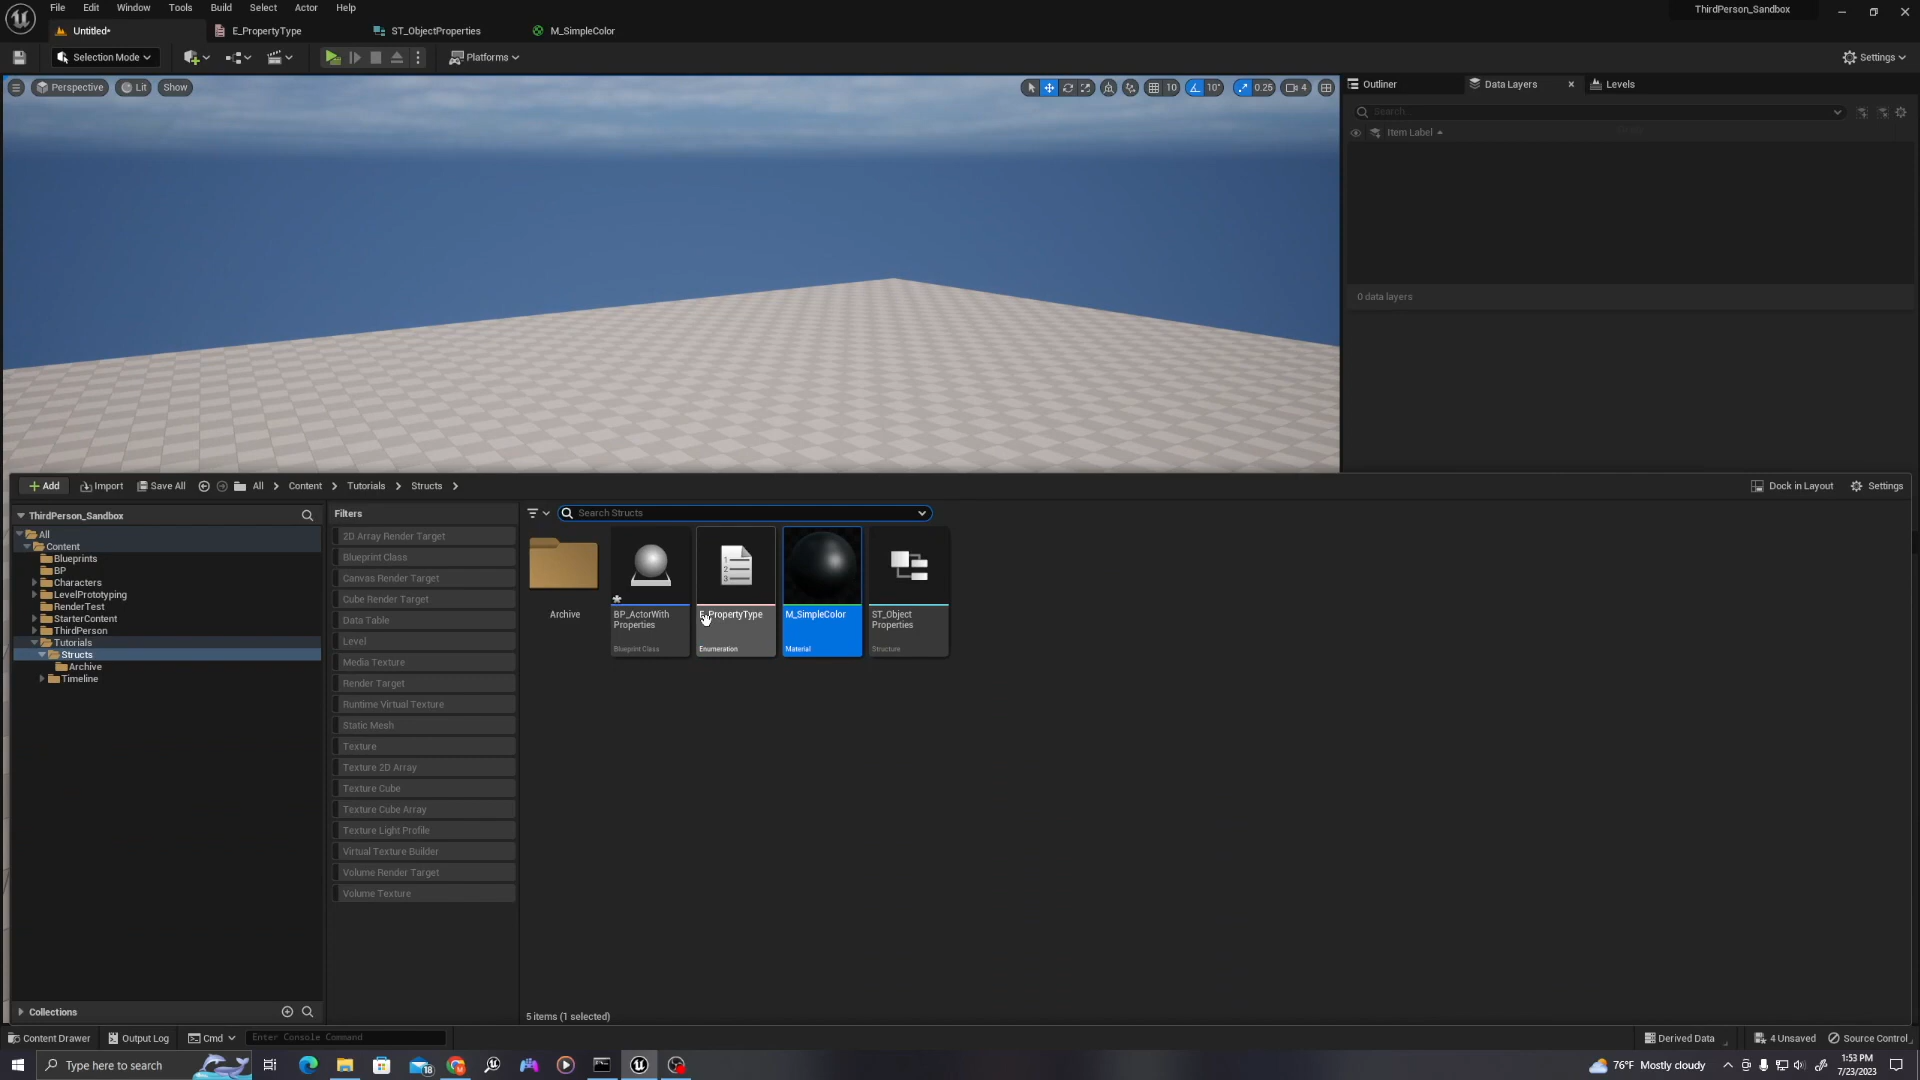 File Edit Window Tools Build Select Actor Help
ThirdPerson_Sandbox
Untitled*
E_PropertyType
ST_ObjectProperties
M_SimpleColor
Selection Mode
Platforms
Settings
Perspective
Lit
Show
10
10°
0.25
4
Outliner
Data Layers
Levels
Search...
Item Label
0 data layers
Add
Import
Save All
All
Content
Tutorials
Structs
Dock in Layout
Settings
ThirdPerson_Sandbox
All
Content
Blueprints
BP
Characters
LevelPrototyping
RenderTest
StarterContent
ThirdPerson
Tutorials
Structs
Archive
Timeline
Collections
Filters
2D Array Render Target
Blueprint Class
Canvas Render Target
Cube Render Target
Data Table
Level
Media Texture
Render Target
Runtime Virtual Texture
Static Mesh
Texture
Texture 2D Array
Texture Cube
Texture Cube Array
Texture Light Profile
Virtual Texture Builder
Volume Render Target
Volume Texture
Search Structs
Archive
BP_ActorWith
Properties
Blueprint Class
E_PropertyType
Enumeration
M_SimpleColor
Material
ST_Object
Properties
Structure
5 items (1 selected)
Content Drawer
Output Log
Cmd
Enter Console Command
Derived Data
4 Unsaved
Source Control
Type here to search
18
76°F Mostly cloudy
1:53 PM
7/23/2023